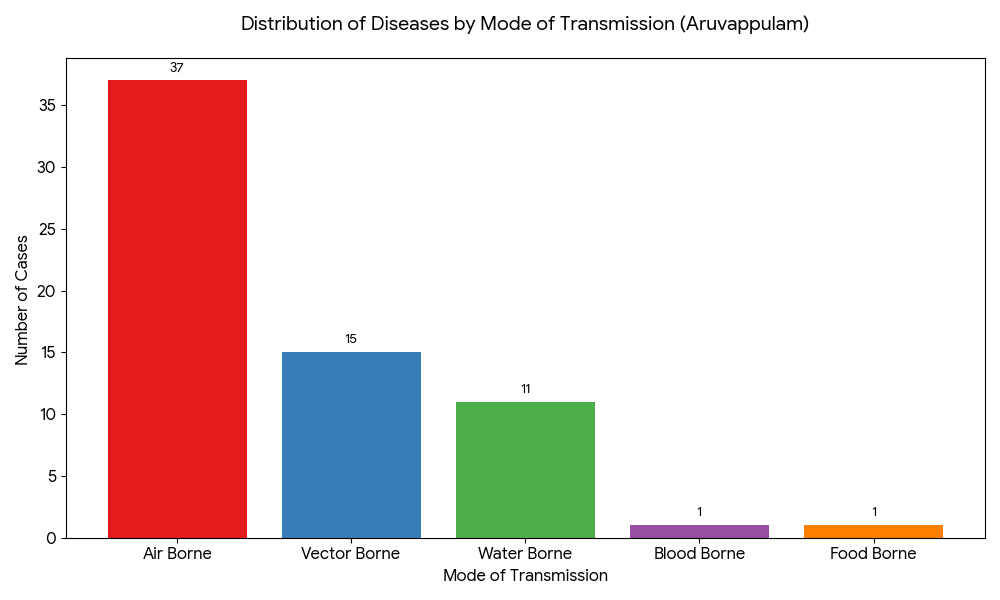 Distribution of Diseases by Mode of Transmission (Aruvappulam)
37
35
30
25
20
15
10
5
0
Number of Cases
15
11
1
1
Air Borne
Vector Borne
Water Borne
Blood Borne
Food Borne
Mode of Transmission